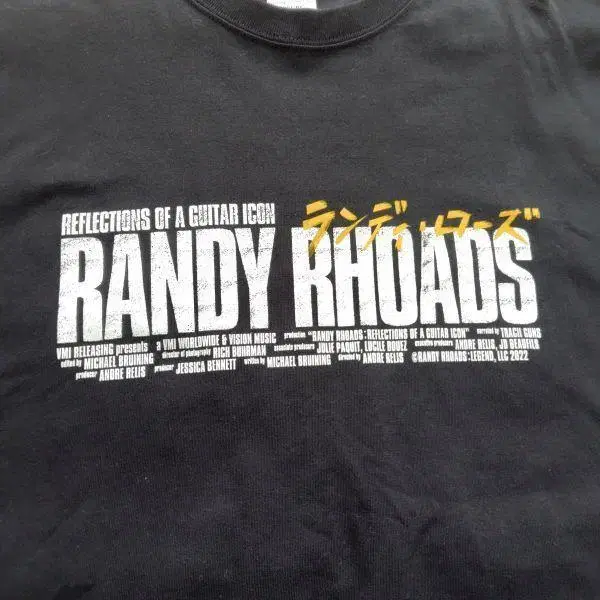 REFLECTIONS OF A GUITAR ICON
ランディ・ローズ
RANDY RHOADS
VMI RELEASING presents a VMI WORLDWIDE & VISION MUSIC production "RANDY RHOADS: REFLECTIONS OF A GUITAR ICON" narrated by TRACII GUNS
edited by MICHAEL BRUINING director of photography RICH BUHRMAN associate producers JULIE PAQUIT, LUCILE BOUEZ executive producers ANDRE RELIS, JD BEAUFILS
producer ANDRE RELIS producer JESSICA BENNETT written by MICHAEL BRUINING directed by ANDRE RELIS ©RANDY RHOADS: LEGEND, LLC 2022